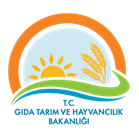 T.C.
GIDA TARIM VE HAYVANCILIK
BAKANLIĞI